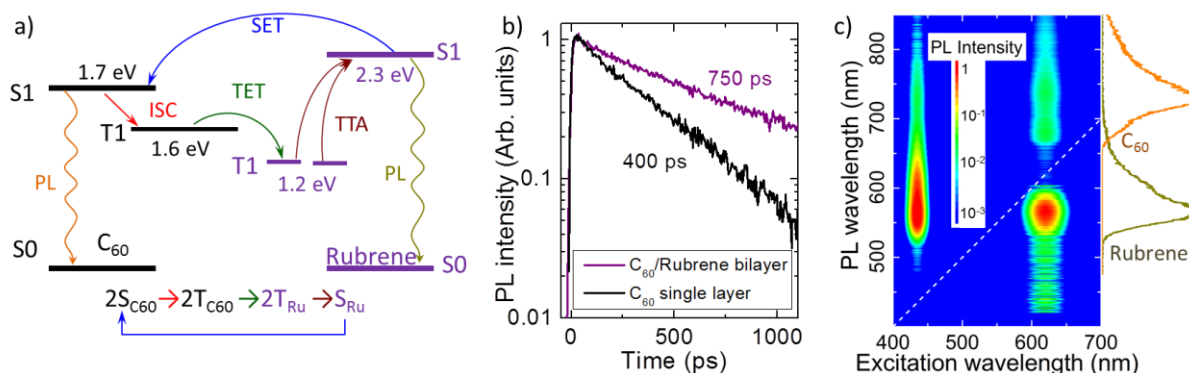 a)
SET
S1
1.7 eV
S1
2.3 eV
ISC
TET
T1
1.6 eV
TTA
PL
T1
1.2 eV
PL
S0
C60
Rubrene
S0
2SC60→2TC60→2TRu→SRu
b)
PL intensity (Arb. units)
1
0.1
0.01
750 ps
400 ps
C60/Rubrene bilayer
C60 single layer
0
500
1000
Time (ps)
c)
PL wavelength (nm)
800
700
600
500
PL Intensity
1
10-1
10-2
10-3
C60
Rubrene
400
500
600
700
Excitation wavelength (nm)